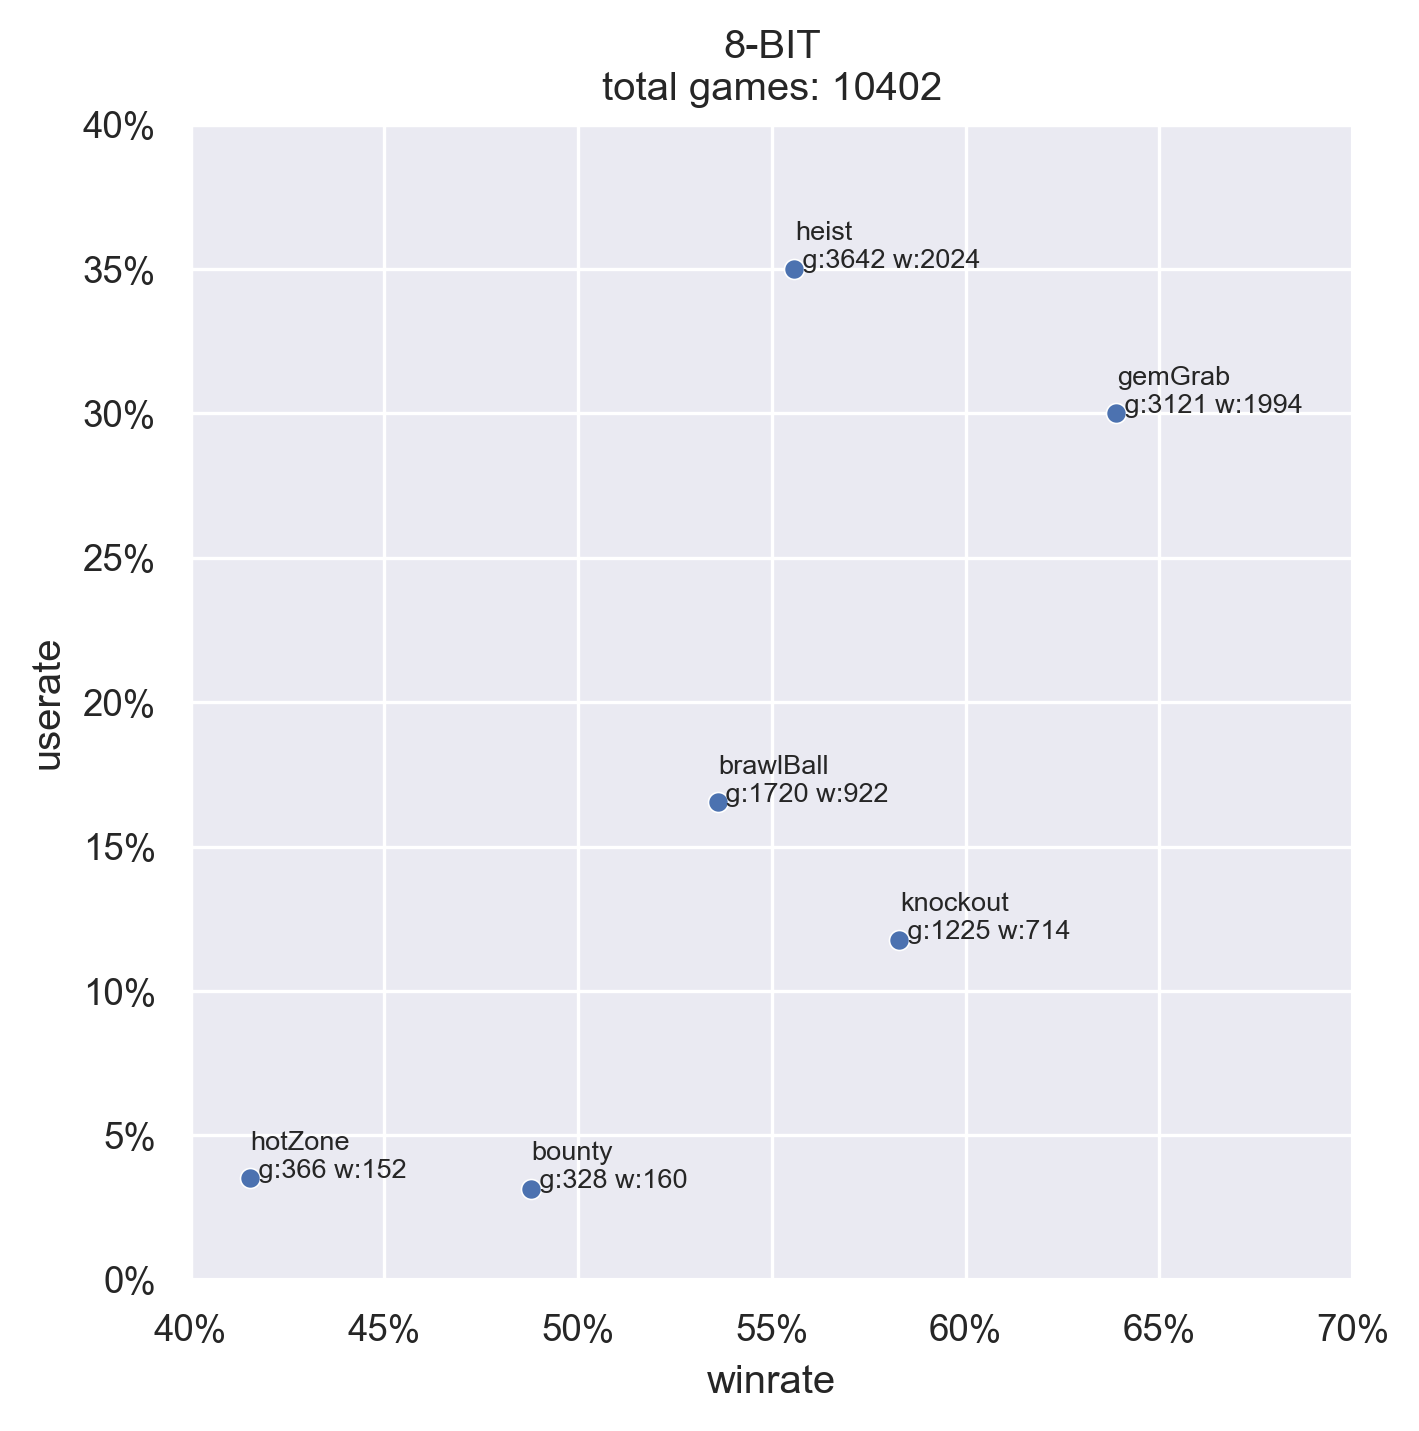 8-BIT
total games: 10402
40%
35%
30%
25%
20%
15%
10%
5%
0%
userate
heist
g:3642 w:2024
gemGrab
g:3121 w:1994
brawlBall
g:1720 w:922
knockout
g:1225 w:714
hotZone
g:366 w:152
bounty
g:328 w:160
40% 45% 50% 55% 60% 65% 70%
winrate